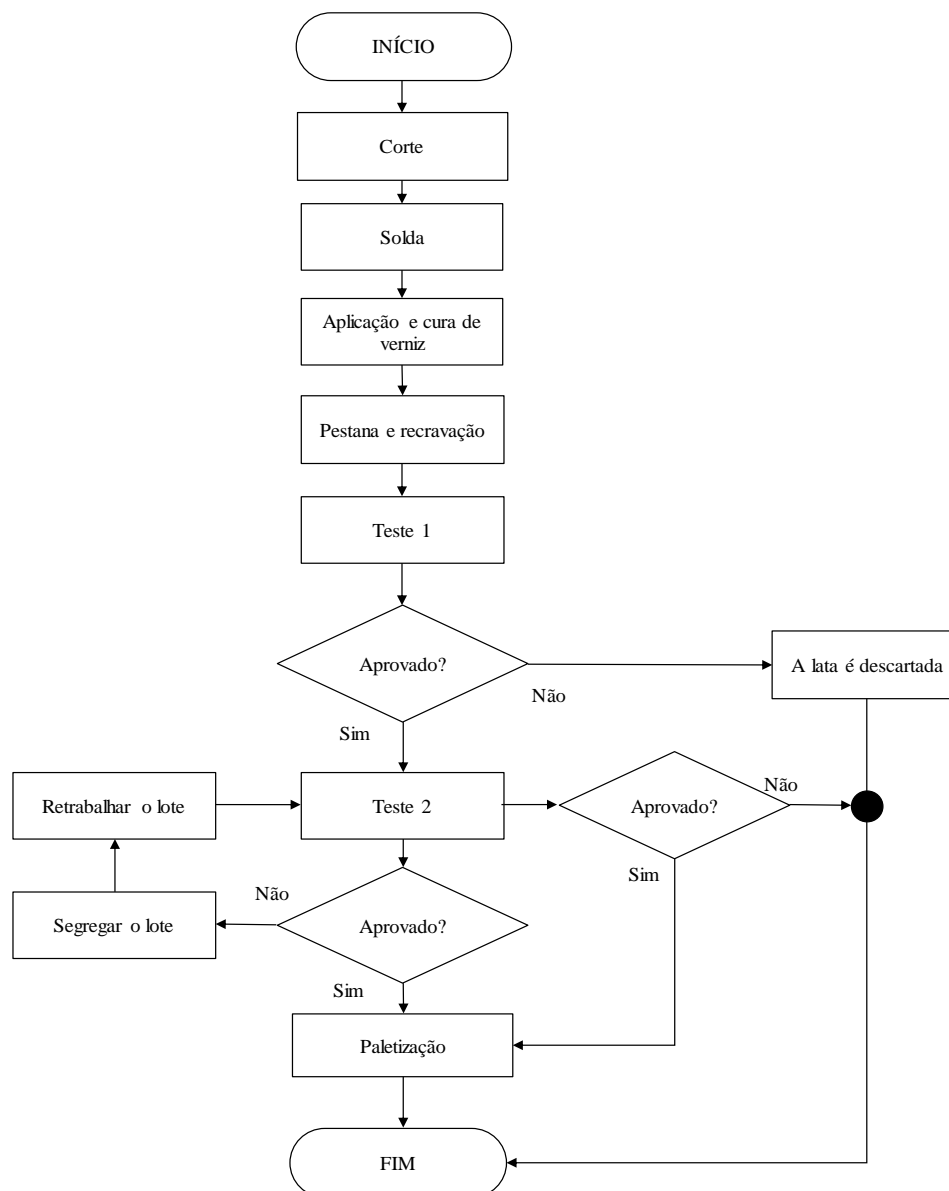 INÍCIO
Corte
Solda
Aplicação e cura de
verniz
Pestana e recravação
Teste 1
Aprovado?
A lata é descartada
Não
Sim
Retrabalhar o lote
Teste 2
Aprovado?
Não
Sim
Não
Segregar o lote
Aprovado?
Sim
Paletização
FIM